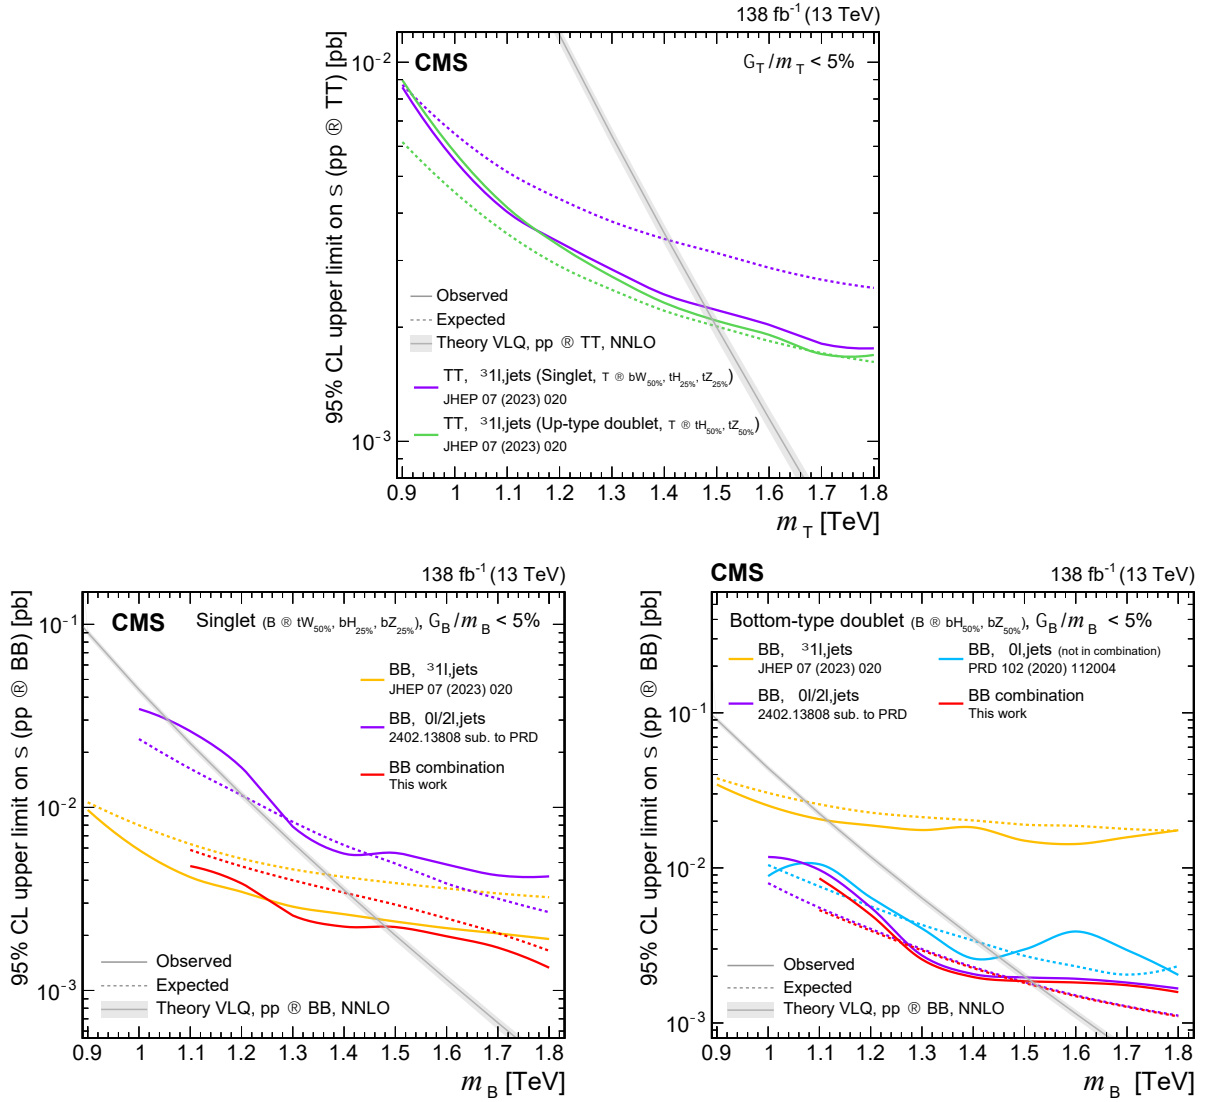 138 fb-1 (13 TeV)
CMS
G T / m T < 5%
95% CL upper limit on s (pp ® TT) [pb]
10-2
10-3
Observed
Expected
Theory VLQ, pp ® TT, NNLO
TT, ³1l,jets (Singlet, T ® bW50%, tH25%, tZ25%)
JHEP 07 (2023) 020
TT, ³1l,jets (Up-type doublet, T ® tH50%, tZ50%)
JHEP 07 (2023) 020
0.9 1 1.1 1.2 1.3 1.4 1.5 1.6 1.7 1.8
m T [TeV]
138 fb-1 (13 TeV)
CMS
Singlet (B ® tW50%, bH25%, bZ25%), G B / m B < 5%
95% CL upper limit on s (pp ® BB) [pb]
10-1
10-2
10-3
BB, ³1l,jets
JHEP 07 (2023) 020
BB, 0l/2l,jets
2402.13808 sub. to PRD
BB combination
This work
Observed
Expected
Theory VLQ, pp ® BB, NNLO
0.9 1 1.1 1.2 1.3 1.4 1.5 1.6 1.7 1.8
m B [TeV]
CMS
138 fb-1 (13 TeV)
Bottom-type doublet (B ® bH50%, bZ50%), G B / m B < 5%
95% CL upper limit on s (pp ® BB) [pb]
10-1
10-2
10-3
BB, ³1l,jets
JHEP 07 (2023) 020
BB, 0l/2l,jets
2402.13808 sub. to PRD
BB, 0l,jets (not in combination)
PRD 102 (2020) 112004
BB combination
This work
Observed
Expected
Theory VLQ, pp ® BB, NNLO
0.9 1 1.1 1.2 1.3 1.4 1.5 1.6 1.7 1.8
m B [TeV]